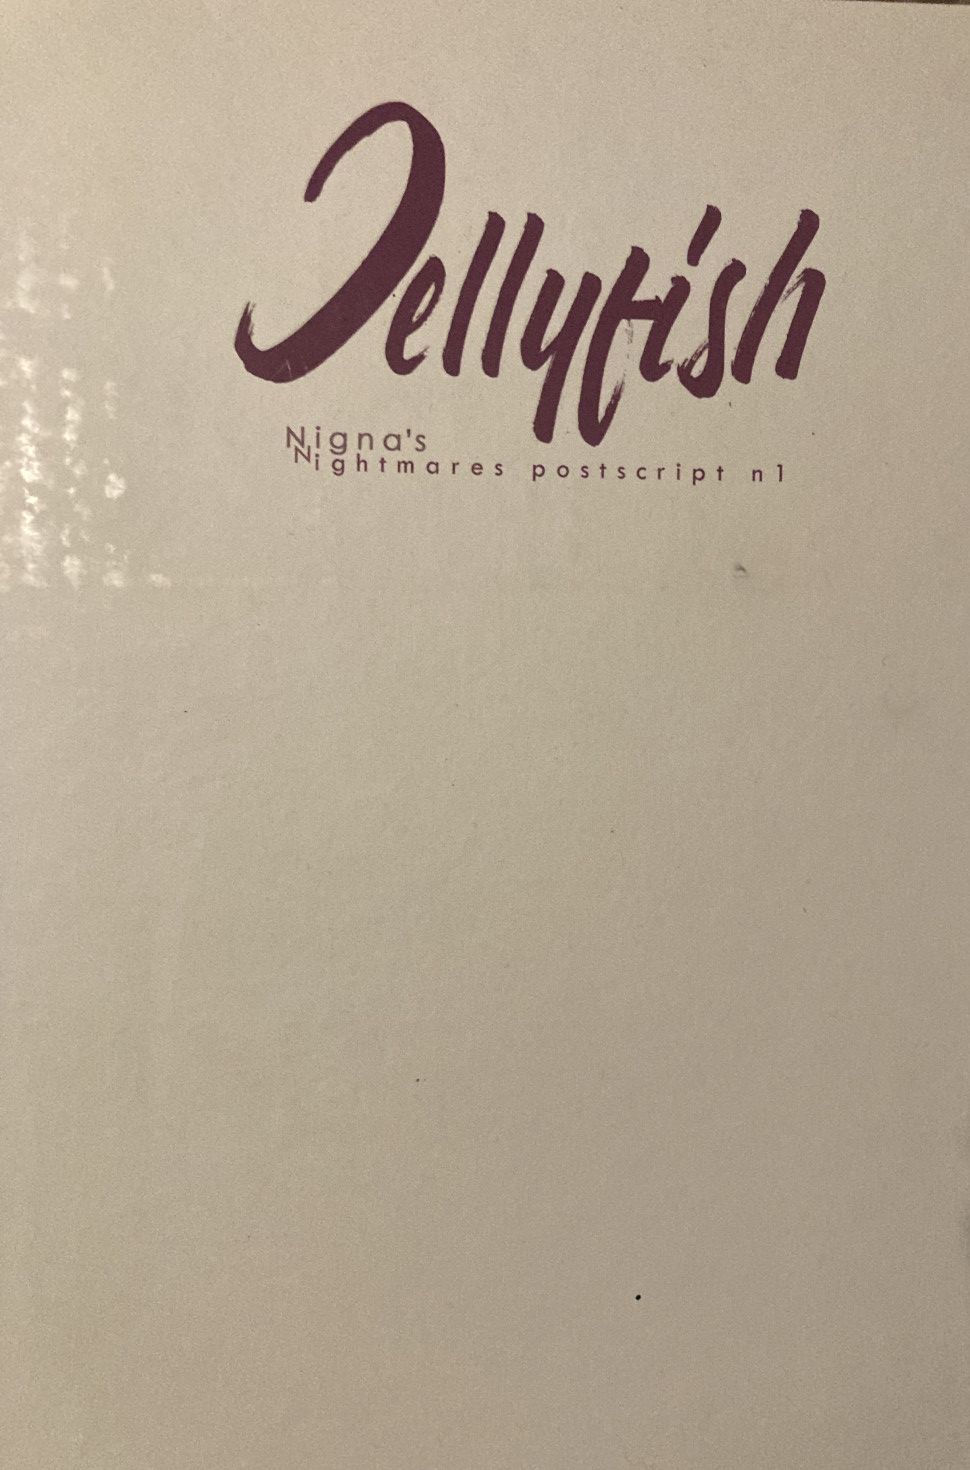 Jellyfish
Nigna's
Nightmares postscript n1